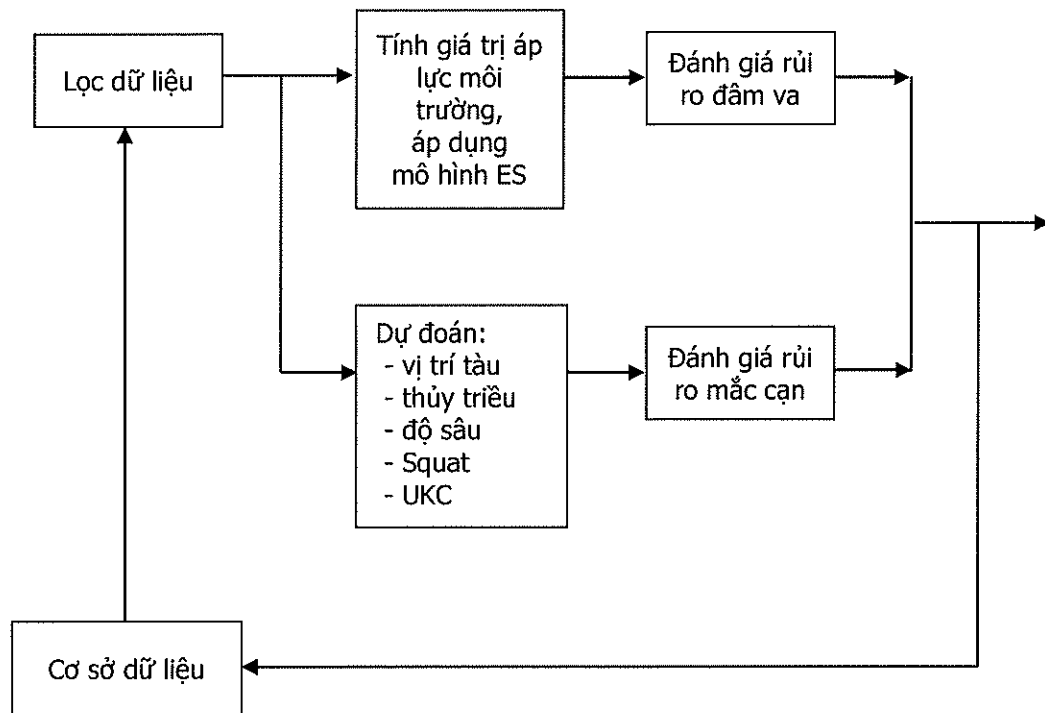 Lọc dữ liệu
Tính giá trị áp
lực môi
trường,
áp dụng
mô hình ES
Đánh giá rủi
ro đâm va
Dự đoán:
- vị trí tàu
- thủy triều
- độ sâu
- Squat
- UKC
Đánh giá rủi
ro mắc cạn
Cơ sở dữ liệu